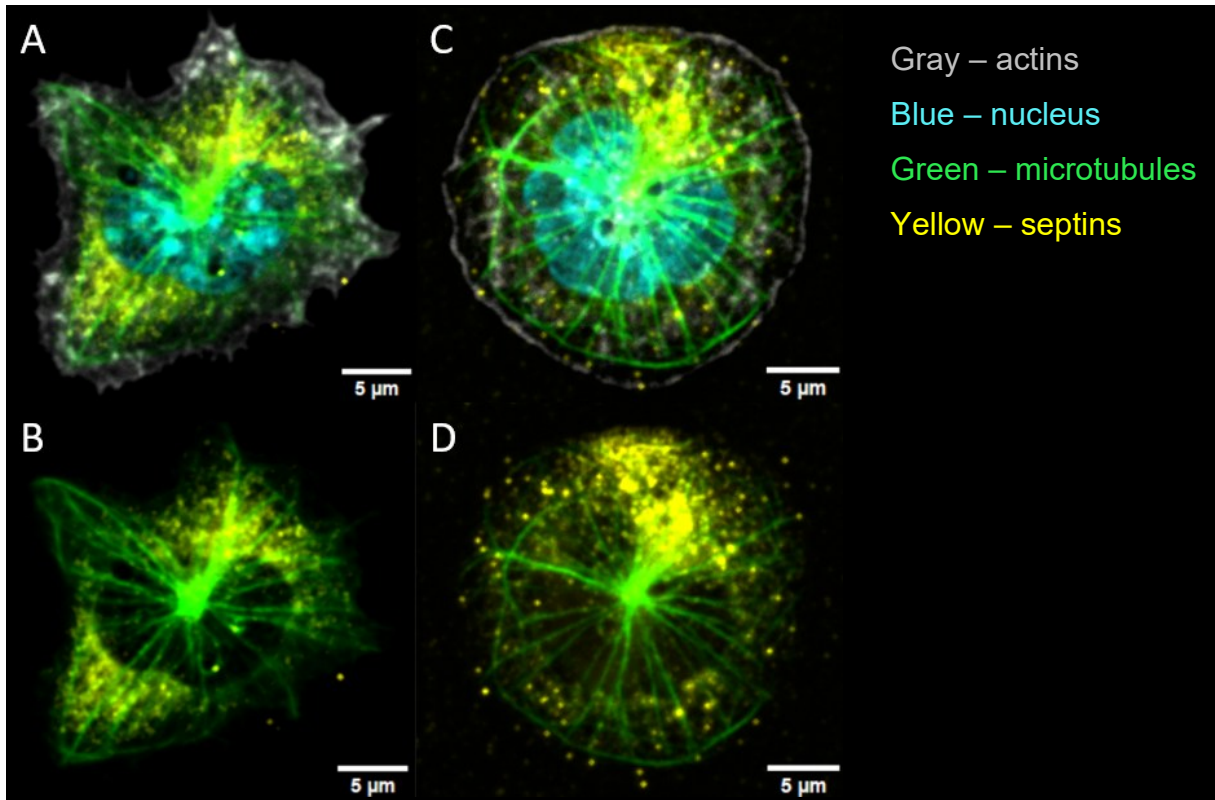 A
C
Gray – actins
Blue – nucleus
Green – microtubules
Yellow – septins
5 µm
5 µm
B
D
5 µm
5 µm